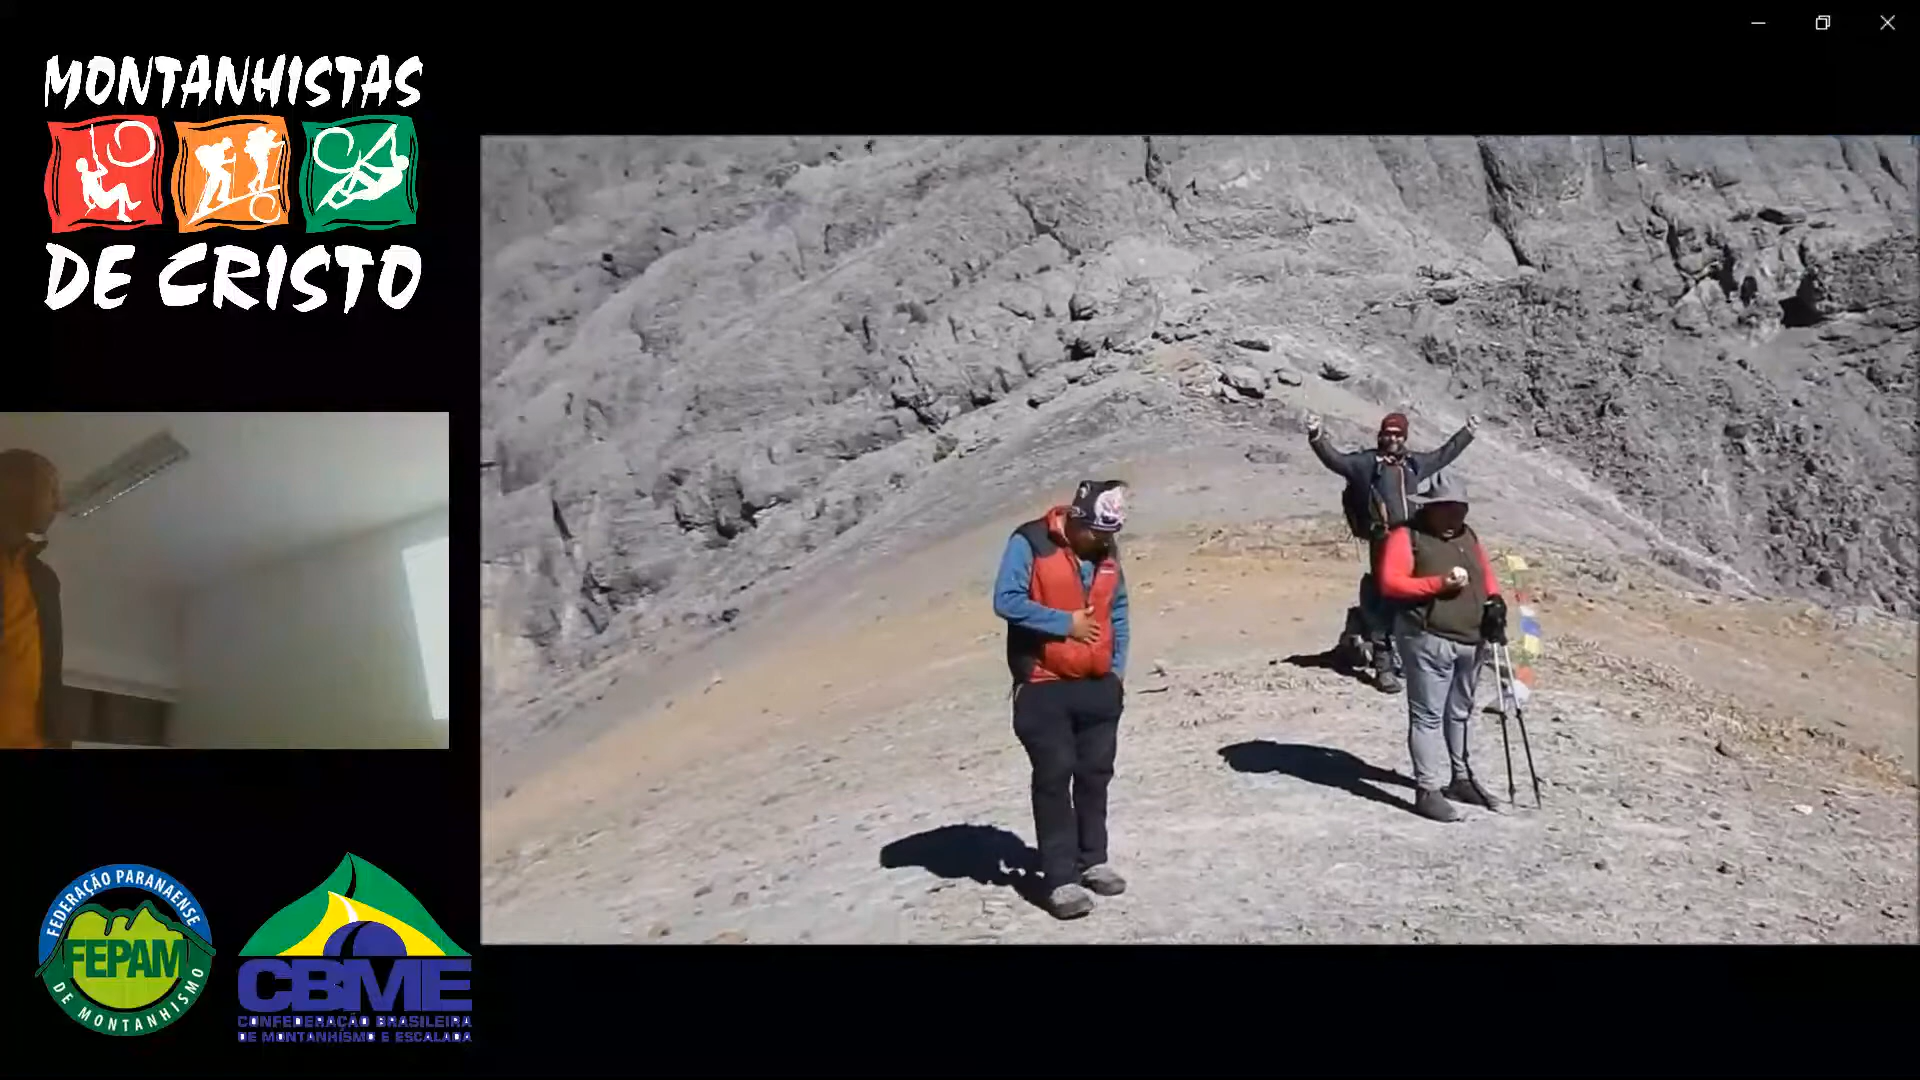 MONTANHISTAS
DE CRISTO
FEDERAÇÃO PARANAENSE
FEPAM
DE MONTANHISMO
CBME
CONFEDERAÇÃO BRASILEIRA
DE MONTANHISMO E ESCALADA